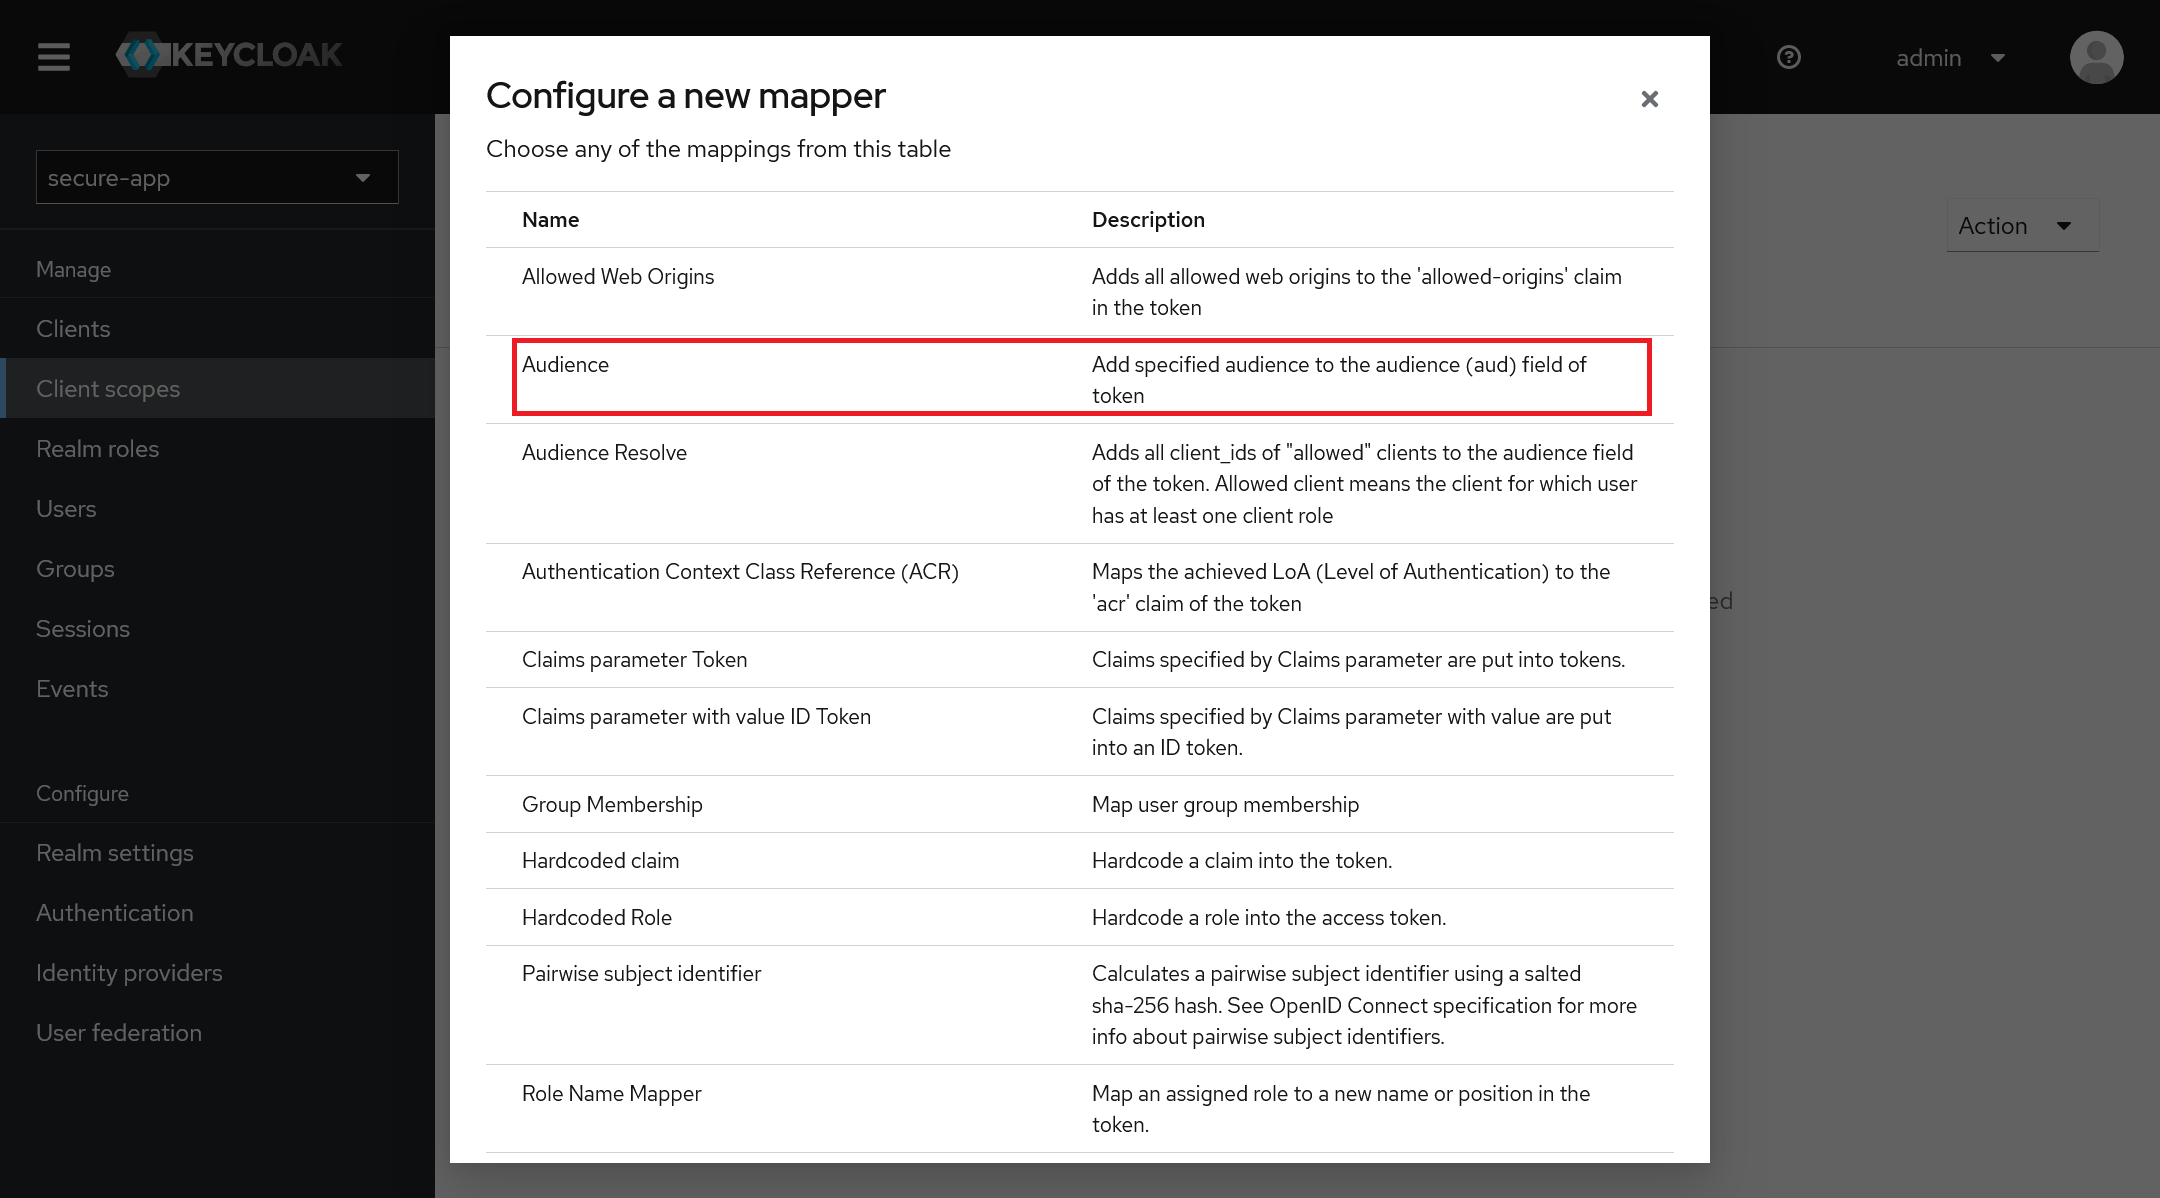 KEYCLOAK
admin
secure-app
Manage
Clients
Client scopes
Realm roles
Users
Groups
Sessions
Events
Configure
Realm settings
Authentication
Identity providers
User federation
Action
Configure a new mapper
Choose any of the mappings from this table
Name Description
Allowed Web Origins Adds all allowed web origins to the 'allowed-origins' claim
in the token
Audience Add specified audience to the audience (aud) field of
token
Audience Resolve Adds all client_ids of "allowed" clients to the audience field
of the token. Allowed client means the client for which user
has at least one client role
Authentication Context Class Reference (ACR) Maps the achieved LoA (Level of Authentication) to the
'acr' claim of the token
Claims parameter Token Claims specified by Claims parameter are put into tokens.
Claims parameter with value ID Token Claims specified by Claims parameter with value are put
into an ID token.
Group Membership Map user group membership
Hardcoded claim Hardcode a claim into the token.
Hardcoded Role Hardcode a role into the access token.
Pairwise subject identifier Calculates a pairwise subject identifier using a salted
sha-256 hash. See OpenID Connect specification for more
info about pairwise subject identifiers.
Role Name Mapper Map an assigned role to a new name or position in the
token.